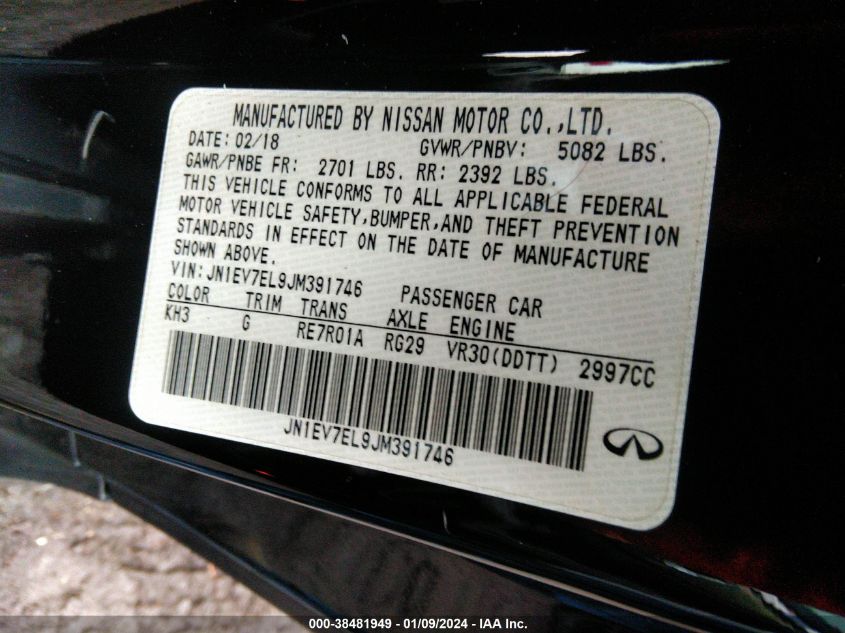 MANUFACTURED BY NISSAN MOTOR CO.,LTD.
DATE: 02/18 GVWR/PNBV: 5082 LBS.
GAWR/PNBE FR: 2701 LBS. RR: 2392 LBS.
THIS VEHICLE CONFORMS TO ALL APPLICABLE FEDERAL
MOTOR VEHICLE SAFETY,BUMPER,AND THEFT PREVENTION
STANDARDS IN EFFECT ON THE DATE OF MANUFACTURE
SHOWN ABOVE.
VIN:JN1EV7EL9JM391746 PASSENGER CAR
COLOR TRIM TRANS AXLE ENGINE
KH3 G RE7R01A RG29 VR30(DDTT) 2997CC
JN1EV7EL9JM391746
000-38481949 - 01/09/2024 - IAA Inc.